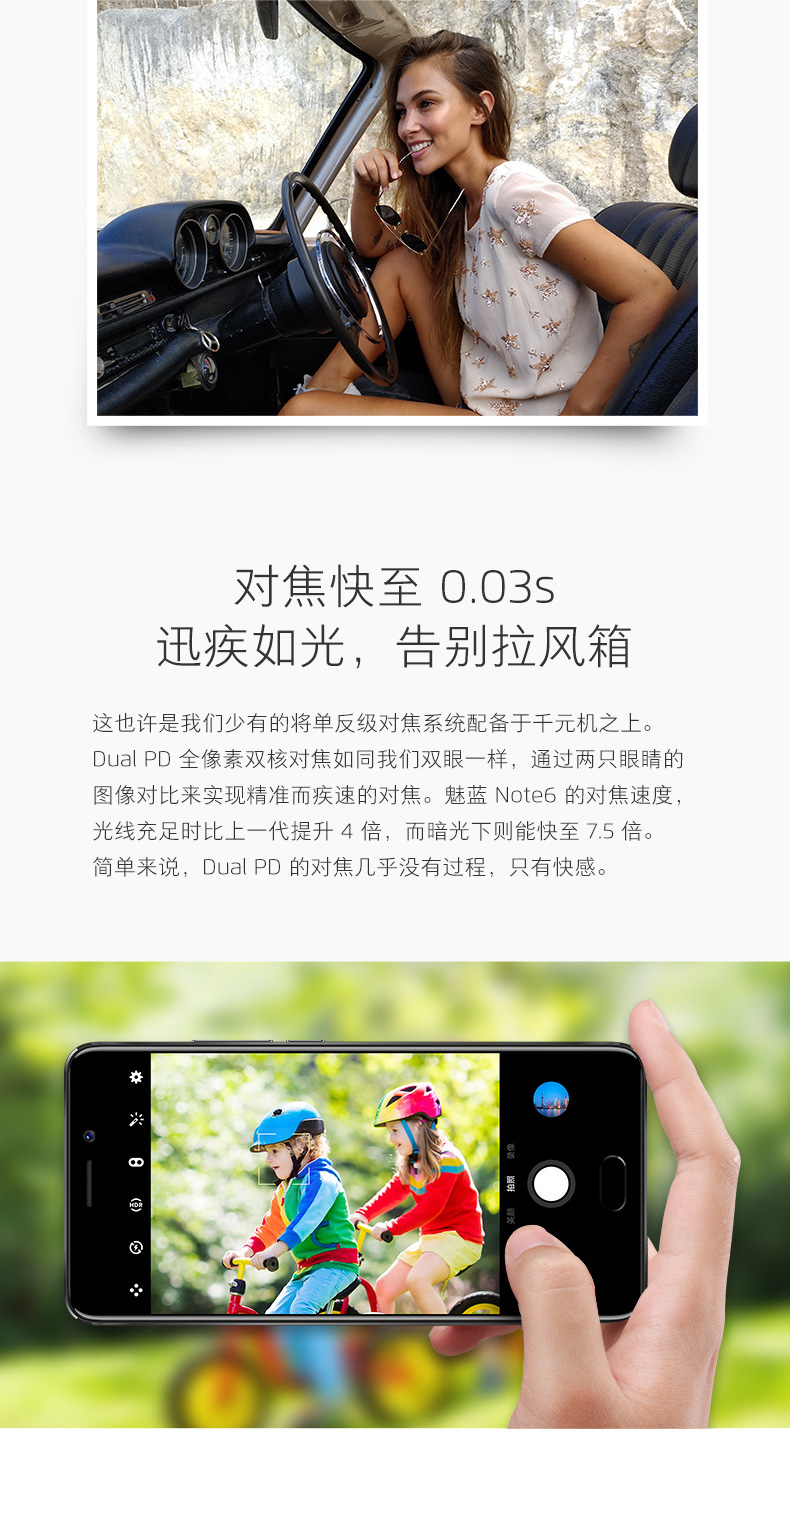 对焦快至 0.03s
迅疾如光，告别拉风箱
这也许是我们少有的将单反级对焦系统配备于千元机之上。
Dual PD 全像素双核对焦如同我们双眼一样，通过两只眼睛的
图像对比来实现精准而疾速的对焦。魅蓝 Note6 的对焦速度，
光线充足时比上一代提升 4 倍，而暗光下则能快至 7.5 倍。
简单来说，Dual PD 的对焦几乎没有过程，只有快感。
HDR
录像
拍照
美颜